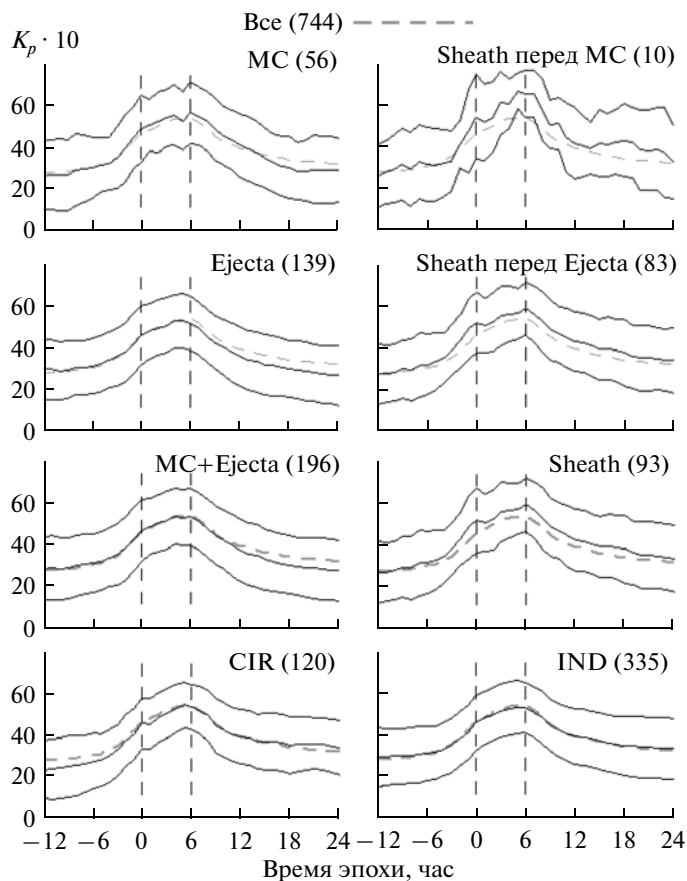 Все (744)
Kp · 10
MC (56)
Sheath перед MC (10)
60
40
20
0
Ejecta (139)
Sheath перед Ejecta (83)
60
40
20
0
MC+Ejecta (196)
Sheath (93)
60
40
20
0
CIR (120)
IND (335)
60
40
20
0
−12 −6 0 6 12 18 24 −12 −6 0 6 12 18 24
Время эпохи, час